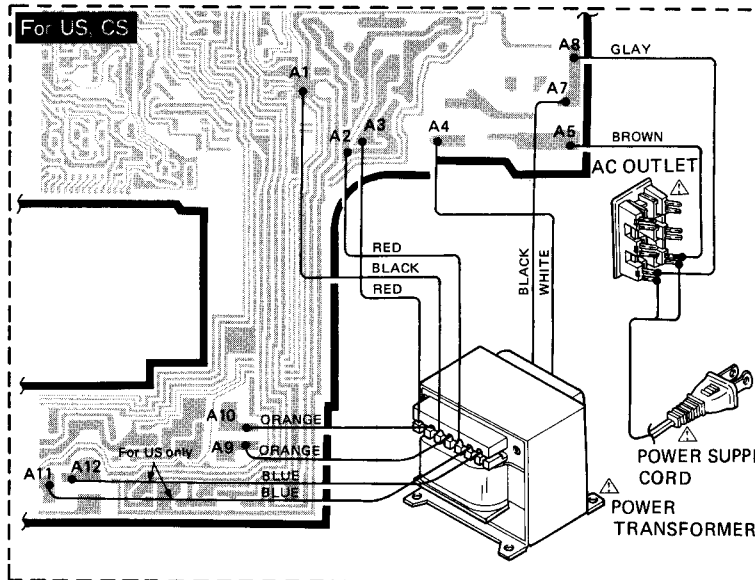 For US, CS
A8
GLAY
A1
A7
A2
A3
A4
A5
BROWN
AC OUTLET
RED
BLACK
RED
BLACK
WHITE
A10
ORANGE
A9
ORANGE
For US only
A11
A12
BLUE
BLUE
POWER SUPPL
CORD
POWER
TRANSFORMER